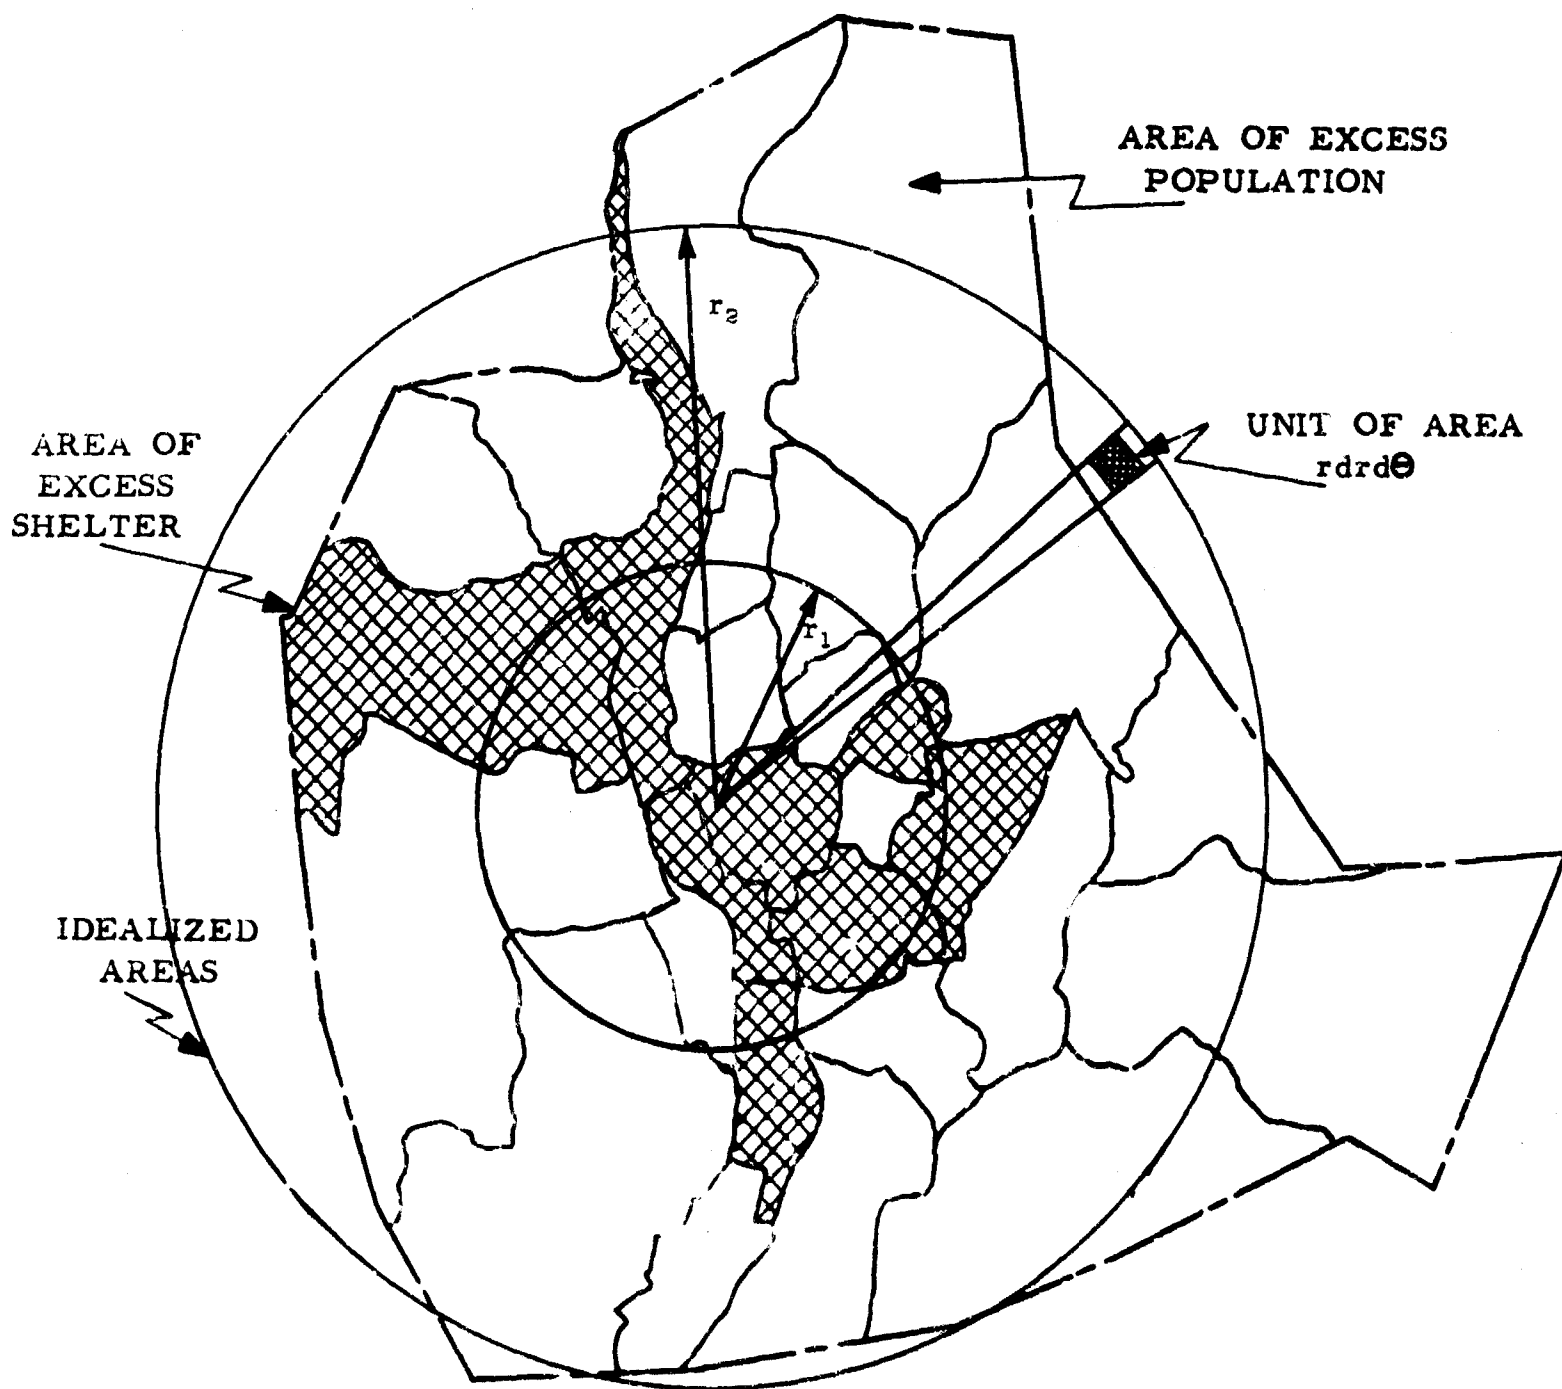 AREA OF EXCESS
POPULATION
r₂
UNIT OF AREA
rdrdΘ
AREA OF
EXCESS
SHELTER
r₁
IDEALIZED
AREAS